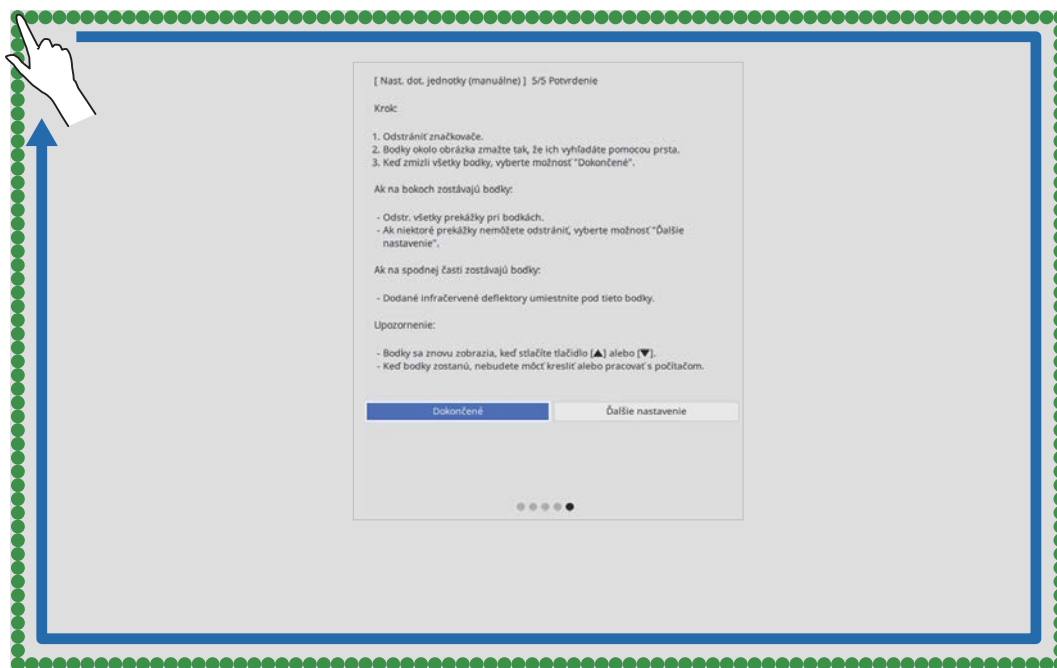 [ Nast. dot. jednotky (manuálne) ] 5/5 Potvrdenie
Krok:
1. Odstrániť značkovače.
2. Bodky okolo obrázka zmažte tak, že ich vyhľadáte pomocou prsta.
3. Keď zmizli všetky bodky, vyberte možnosť "Dokončené".
Ak na bokoch zostávajú bodky:
- Odstr. všetky prekážky pri bodkách.
- Ak niektoré prekážky nemôžete odstrániť, vyberte možnosť "Ďalšie
nastavenie".
Ak na spodnej časti zostávajú bodky:
- Dodané infračervené deflektory umiestnite pod tieto bodky.
Upozornenie:
- Bodky sa znovu zobrazia, keď stlačíte tlačidlo [▲] alebo [▼].
- Keď bodky zostanú, nebudete môcť kresliť alebo pracovať s počítačom.
Dokončené
Ďalšie nastavenie